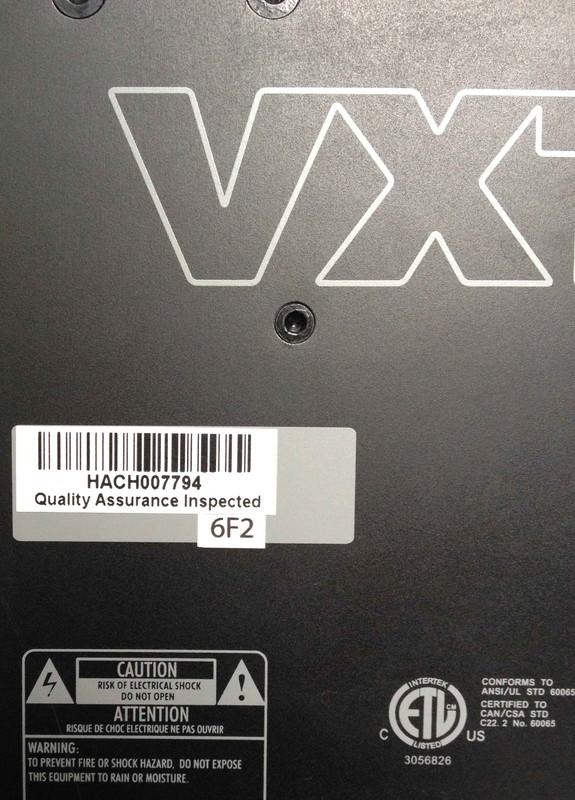 VXT
HACH007794
Quality Assurance Inspected
6F2
CAUTION
RISK OF ELECTRICAL SHOCK
DO NOT OPEN
ATTENTION
RISQUE DE CHOC ELECTRIQUE NE PAS OUVRIR
WARNING:
TO PREVENT FIRE OR SHOCK HAZARD, DO NOT EXPOSE
THIS EQUIPMENT TO RAIN OR MOISTURE.
INTERTEK
ETL CM
LISTED
C US
3056826
CONFORMS TO
ANSI/UL STD 60065
CERTIFIED TO
CAN/CSA STD
C22. 2 No. 60065